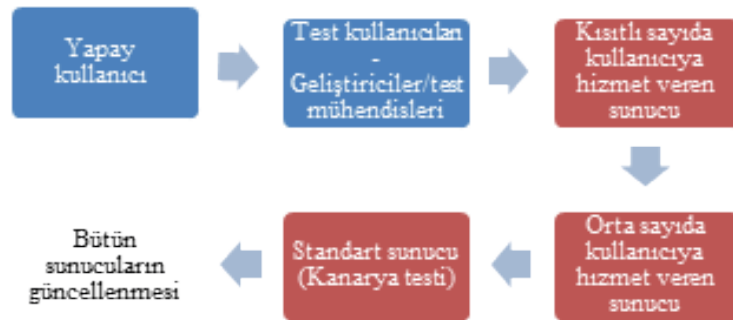 Yapay
kullanıcı
Test kullanıcıları
-
Geliştiriciler/test
mühendisleri
Kısıtlı sayıda
kullanıcıya
hizmet veren
sunucu
Orta sayıda
kullanıcıya
hizmet veren
sunucu
Standart sunucu
(Kanarya testi)
Bütün
sunucuların
güncellenmesi